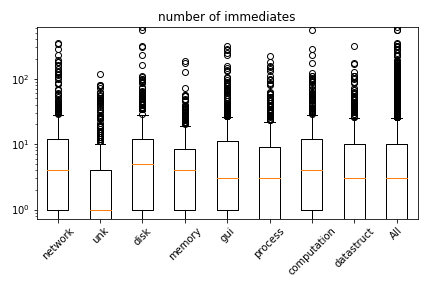 number of immediates
10²
10¹
10⁰
network
unk
disk
memory
gui
process
computation
datastruct
All